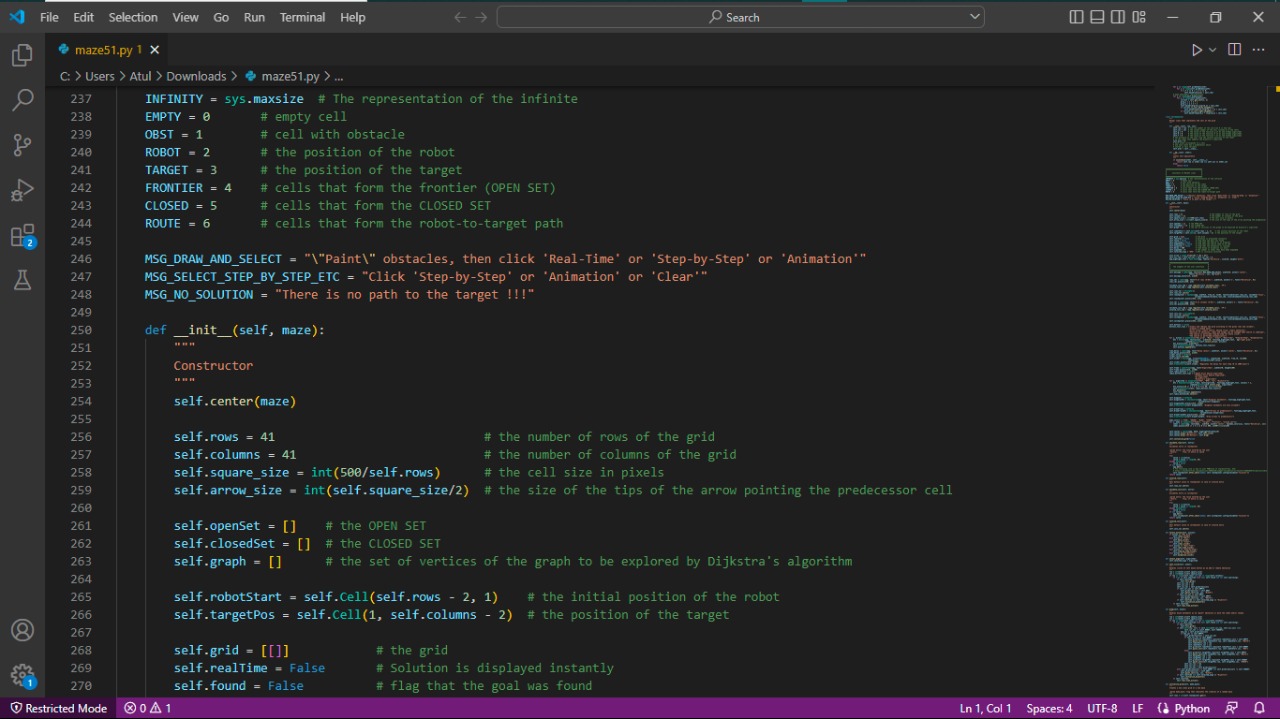 File Edit Selection View Go Run Terminal Help Search
maze51.py 1
C: > Users > Atul > Downloads > maze51.py > ...
237 INFINITY = sys.maxsize # The representation of the infinite
238 EMPTY = 0 # empty cell
239 OBST = 1 # cell with obstacle
240 ROBOT = 2 # the position of the robot
241 TARGET = 3 # the position of the target
242 FRONTIER = 4 # cells that form the frontier (OPEN SET)
243 CLOSED = 5 # cells that form the CLOSED SET
244 ROUTE = 6 # cells that form the robot-to-target path
245
246 MSG_DRAW_AND_SELECT = "\"Paint\" obstacles, then click 'Real-Time' or 'Step-by-Step' or 'Animation'"
247 MSG_SELECT_STEP_BY_STEP_ETC = "Click 'Step-by-step' or 'Animation' or 'Clear'"
248 MSG_NO_SOLUTION = "There is no path to the target !!!"
249
250 def __init__(self, maze):
251 """
252 Constructor
253 """
254 self.center(maze)
255
256 self.rows = 41 # the number of rows of the grid
257 self.columns = 41 # the number of columns of the grid
258 self.square_size = int(500/self.rows) # the cell size in pixels
259 self.arrow_size = int(self.square_size/2) # the size of the tips of the arrow pointing the predecessor cell
260
261 self.openSet = [] # the OPEN SET
262 self.closedSet = [] # the CLOSED SET
263 self.graph = [] # the set of vertices of the graph to be explored by Dijkstra's algorithm
264
265 self.robotStart = self.Cell(self.rows - 2, 1) # the initial position of the robot
266 self.targetPos = self.Cell(1, self.columns - 2) # the position of the target
267
268 self.grid = [[]] # the grid
269 self.realTime = False # Solution is displayed instantly
270 self.found = False # flag that the goal was found
2
1
Restricted Mode 0 1 Ln 1, Col 1 Spaces: 4 UTF-8 LF Python